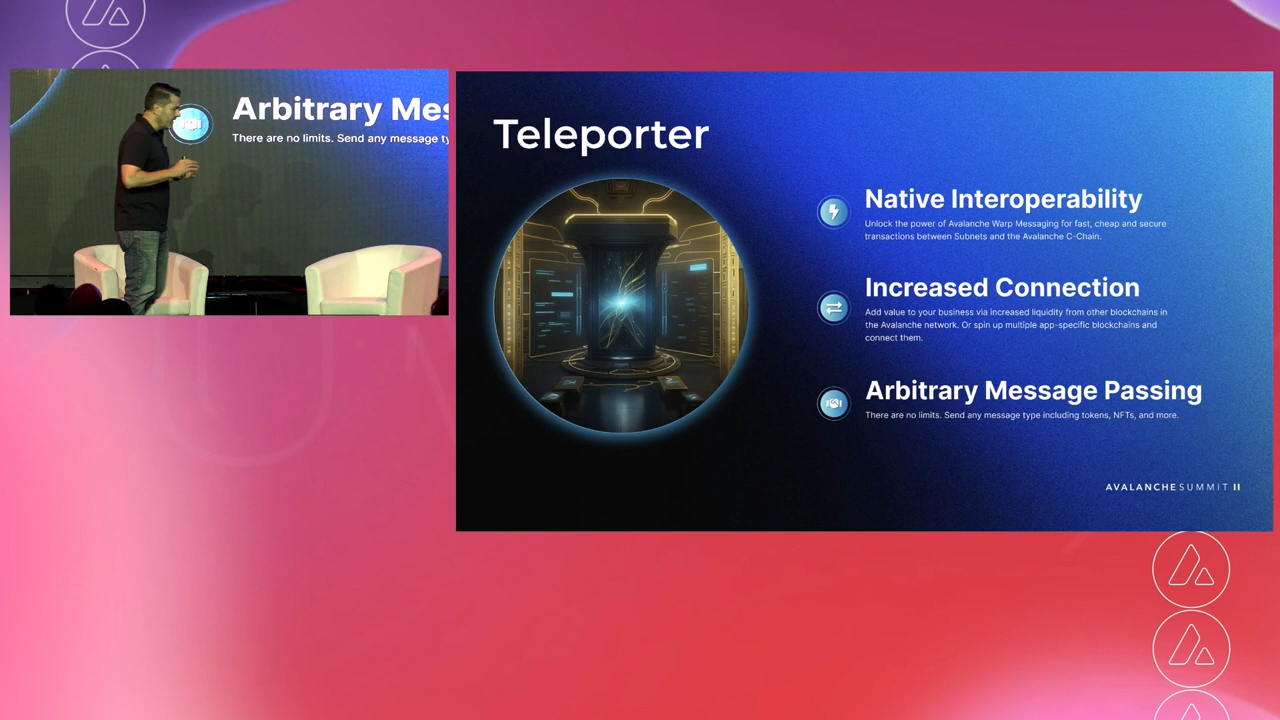 Arbitrary Mes
There are no limits. Send any message ty
Teleporter
Native Interoperability
Unlock the power of Avalanche Warp Messaging for fast, cheap and secure
transactions between Subnets and the Avalanche C-Chain.
Increased Connection
Add value to your business via increased liquidity from other blockchains in
the Avalanche network. Or spin up multiple app-specific blockchains and
connect them.
Arbitrary Message Passing
There are no limits. Send any message type including tokens, NFTs, and more.
AVALANCHE SUMMIT II